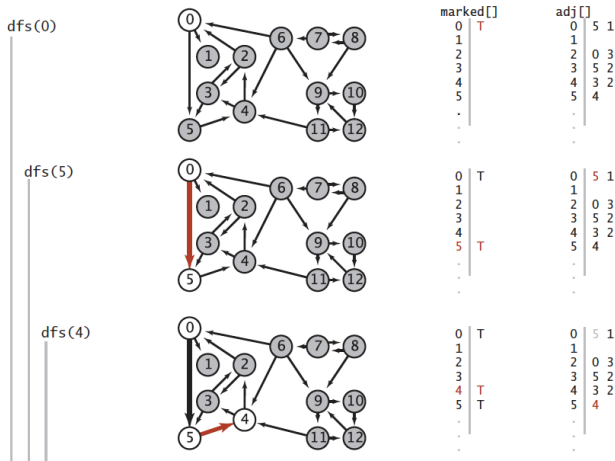 marked[] adj[]
dfs(0)
0 T 0 5 1
1 1
2 2 0 3
3 3 5 2
4 4 3 2
5 5 4
. .
. .
. .
0 6 7 8
1 2
3 9 10
4
5 11 12
dfs(5)
0 T 0 5 1
1 1
2 2 0 3
3 3 5 2
4 4 3 2
5 T 5 4
. .
. .
. .
0 6 7 8
1 2
3 9 10
4
5 11 12
dfs(4)
0 T 0 5 1
1 1
2 2 0 3
3 3 5 2
4 T 4 3 2
5 T 5 4
. .
. .
. .
0 6 7 8
1 2
3 9 10
4
5 11 12